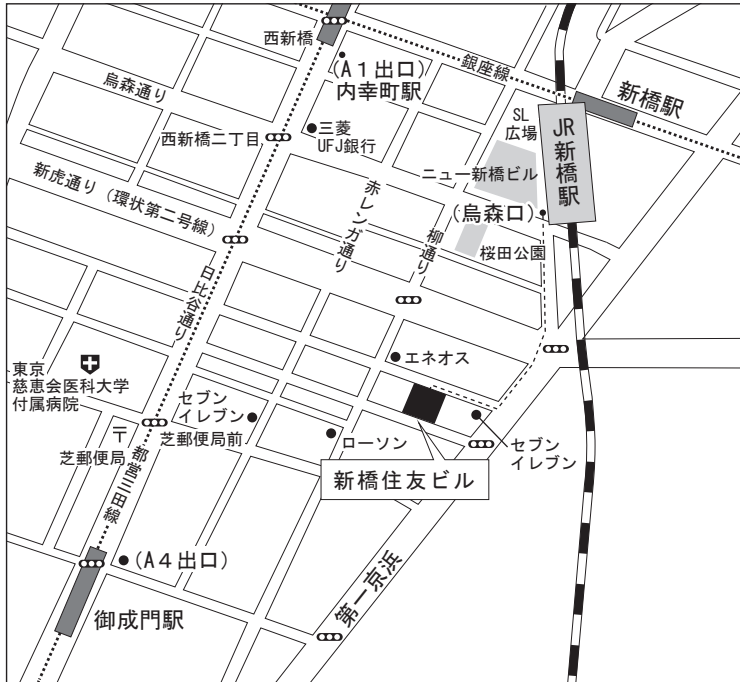 西新橋
(A1出口)
内幸町駅
銀座線
新橋駅
烏森通り
西新橋二丁目
三菱
UFJ銀行
SL
広場
JR新橋駅
ニュー新橋ビル
新虎通り(環状第二号線)
赤レンガ通り
柳通り
(烏森口)
桜田公園
日比谷通り
エネオス
東京
慈恵会医科大学
付属病院
セブン
イレブン
芝郵便局前
〒
芝郵便局
ローソン
セブン
イレブン
新橋住友ビル
都営三田線
(A4出口)
第一京浜
御成門駅